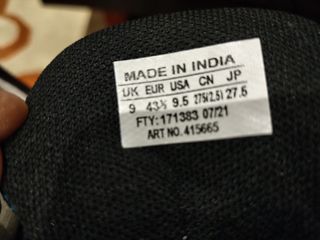 MADE IN INDIA
UK EUR USA CN JP
9 43⅓ 9.5 275(2.5) 27.5
FTY:171383 07/21
ART NO.415665